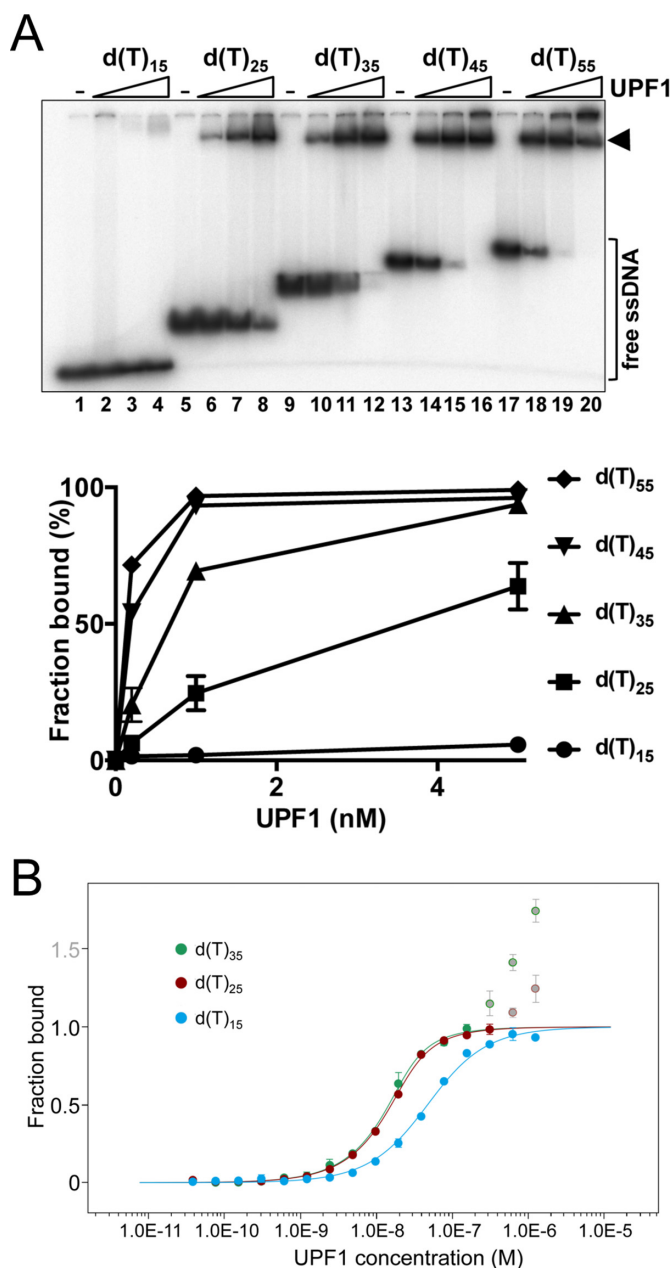 A
d(T)15 d(T)25 d(T)35 d(T)45 d(T)55
- - - - - UPF1
free ssDNA
1 2 3 4 5 6 7 8 9 10 11 12 13 14 15 16 17 18 19 20
100
50
0
0 2 4
Fraction bound (%)
UPF1 (nM)
d(T)55
d(T)45
d(T)35
d(T)25
d(T)15
B
1.5
1.0
0.5
0
Fraction bound
d(T)35
d(T)25
d(T)15
1.0E-11 1.0E-10 1.0E-9 1.0E-8 1.0E-7 1.0E-6 1.0E-5
UPF1 concentration (M)